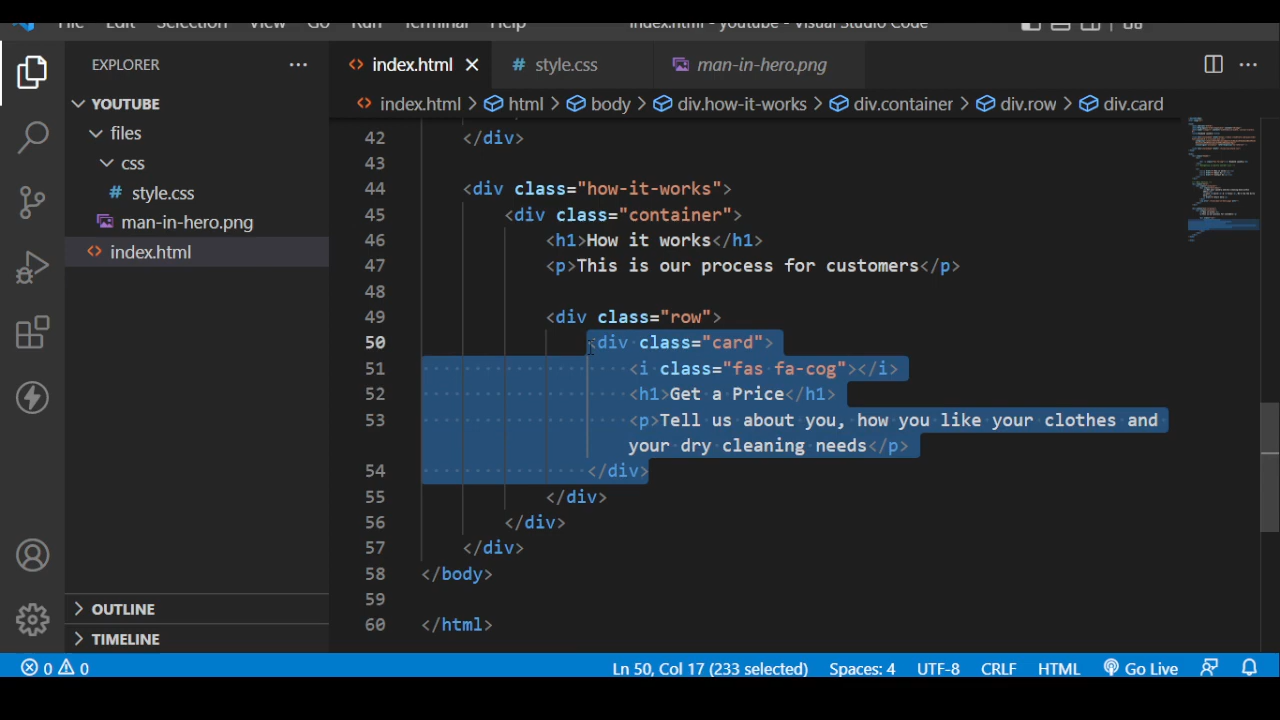 File Edit Selection View Go Run Terminal Help index.html - youtube - Visual Studio Code
EXPLORER
index.html style.css man-in-hero.png
YOUTUBE
files
css
style.css
man-in-hero.png
index.html
OUTLINE
TIMELINE
index.html > html > body > div.how-it-works > div.container > div.row > div.card
42 </div>
43
44 <div class="how-it-works">
45 <div class="container">
46 <h1>How it works</h1>
47 <p>This is our process for customers</p>
48
49 <div class="row">
50 <div class="card">
51 <i class="fas fa-cog"></i>
52 <h1>Get a Price</h1>
53 <p>Tell us about you, how you like your clothes and
your dry cleaning needs</p>
54 </div>
55 </div>
56 </div>
57 </div>
58 </body>
59
60 </html>
0 0 Ln 50, Col 17 (233 selected) Spaces: 4 UTF-8 CRLF HTML Go Live